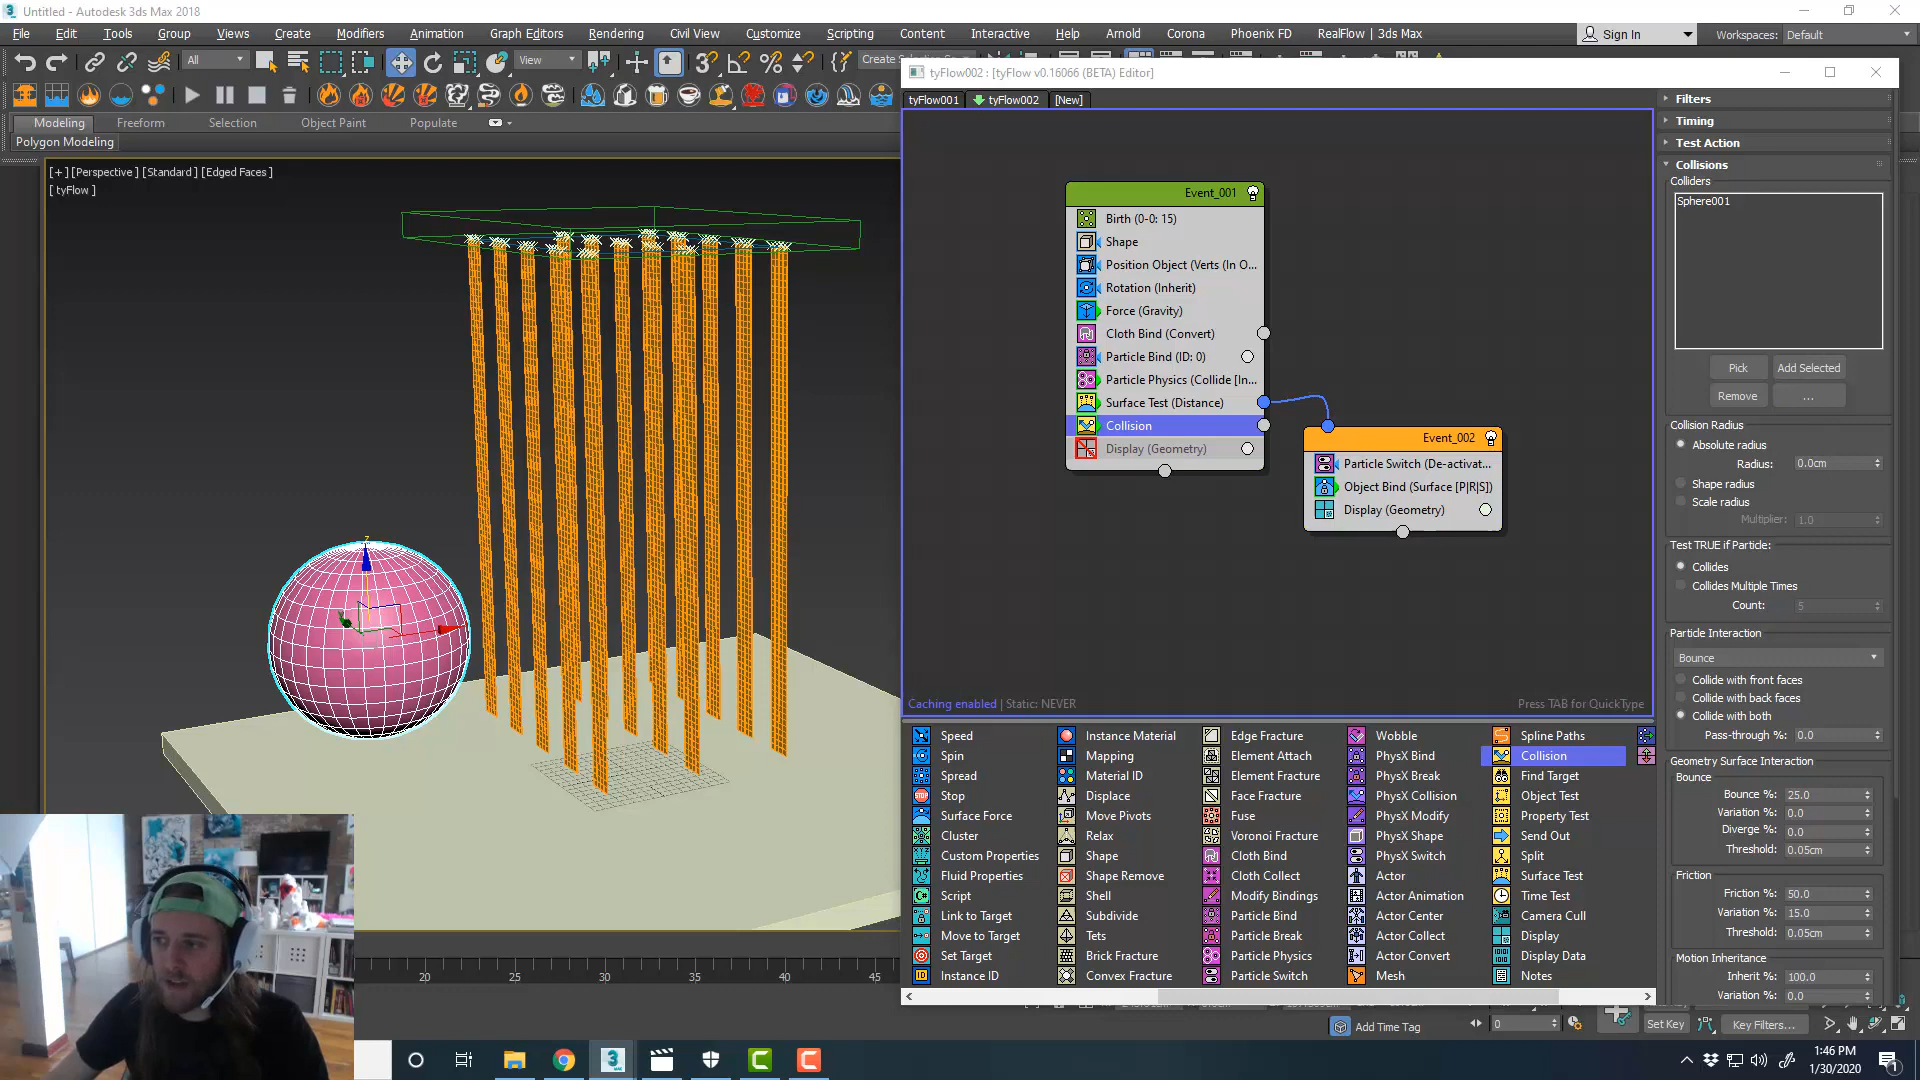 Untitled - Autodesk 3ds Max 2018
File Edit Tools Group Views Create Modifiers Animation Graph Editors Rendering Civil View Customize Scripting Content Interactive Help Arnold Corona Phoenix FD RealFlow | 3ds Max
Sign In
Workspaces: Default
All
View
Create Selection
Modeling Freeform Selection Object Paint Populate
Polygon Modeling
[+] [Perspective] [Standard] [Edged Faces]
[ tyFlow ]
tyFlow002 : [tyFlow v0.16066 (BETA) Editor]
tyFlow001 tyFlow002 [New]
Event_001
Birth (0-0: 15)
Shape
Position Object (Verts (In O...
Rotation (Inherit)
Force (Gravity)
Cloth Bind (Convert)
Particle Bind (ID: 0)
Particle Physics (Collide [In...
Surface Test (Distance)
Collision
Display (Geometry)
Event_002
Particle Switch (De-activat...
Object Bind (Surface [P|R|S])
Display (Geometry)
Caching enabled | Static: NEVER
Press TAB for QuickType
Filters
Timing
Test Action
Collisions
Colliders
Sphere001
Pick Add Selected
Remove ...
Collision Radius
Absolute radius
Radius: 0.0cm
Shape radius
Scale radius
Multiplier: 1.0
Test TRUE if Particle:
Collides
Collides Multiple Times
Count: 5
Particle Interaction
Bounce
Collide with front faces
Collide with back faces
Collide with both
Pass-through %: 0.0
Geometry Surface Interaction
Bounce
Bounce %: 25.0
Variation %: 0.0
Diverge %: 0.0
Threshold: 0.05cm
Friction
Friction %: 50.0
Variation %: 15.0
Threshold: 0.05cm
Motion Inheritance
Inherit %: 100.0
Variation %: 0.0
Speed Instance Material Edge Fracture Wobble Spline Paths
Spin Mapping Element Attach PhysX Bind Collision
Spread Material ID Element Fracture PhysX Break Find Target
Stop Displace Face Fracture PhysX Collision Object Test
Surface Force Move Pivots Fuse PhysX Modify Property Test
Cluster Relax Voronoi Fracture PhysX Shape Send Out
Custom Properties Shape Cloth Bind PhysX Switch Split
Fluid Properties Shape Remove Cloth Collect Actor Surface Test
Script Shell Modify Bindings Actor Animation Time Test
Link to Target Subdivide Particle Bind Actor Center Camera Cull
Move to Target Tets Particle Break Actor Collect Display
Set Target Brick Fracture Particle Physics Actor Convert Display Data
Instance ID Convex Fracture Particle Switch Mesh Notes
20 25 30 35 40 45
Add Time Tag
0
Set Key Key Filters...
1:46 PM
1/30/2020